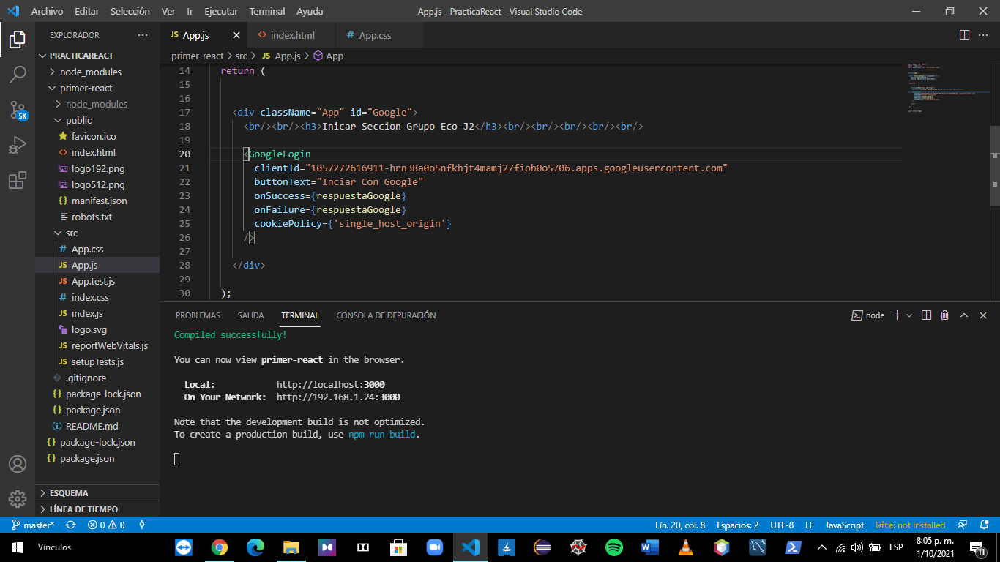 Archivo Editar Selección Ver Ir Ejecutar Terminal Ayuda
App.js - PracticaReact - Visual Studio Code
EXPLORADOR
PRACTICAREACT
node_modules
primer-react
node_modules
public
favicon.ico
index.html
logo192.png
logo512.png
manifest.json
robots.txt
src
App.css
App.js
App.test.js
index.css
index.js
logo.svg
reportWebVitals.js
setupTests.js
.gitignore
package-lock.json
package.json
README.md
package-lock.json
package.json
ESQUEMA
LÍNEA DE TIEMPO
5K
JS App.js
<> index.html
# App.css
primer-react > src > JS App.js > App
14 return (
15
16
17 <div className="App" id="Google">
18 <br/><br/><h3>Inicar Seccion Grupo Eco-J2</h3><br/><br/><br/><br/><br/>
19
20 <GoogleLogin
21 clientId="1057272616911-hrn38a0o5nfkhjt4mamj27fiob0o5706.apps.googleusercontent.com"
22 buttonText="Inciar Con Google"
23 onSuccess={respuestaGoogle}
24 onFailure={respuestaGoogle}
25 cookiePolicy={'single_host_origin'}
26 />
27
28 </div>
29
30 );
PROBLEMAS SALIDA TERMINAL CONSOLA DE DEPURACIÓN
node
Compiled successfully!
You can now view primer-react in the browser.
Local: http://localhost:3000
On Your Network: http://192.168.1.24:3000
Note that the development build is not optimized.
To create a production build, use npm run build.
master* 0 0
Lín. 20, col. 8 Espacios: 2 UTF-8 LF JavaScript kite: not installed
Vínculos
ESP
8:05 p. m.
1/10/2021
11